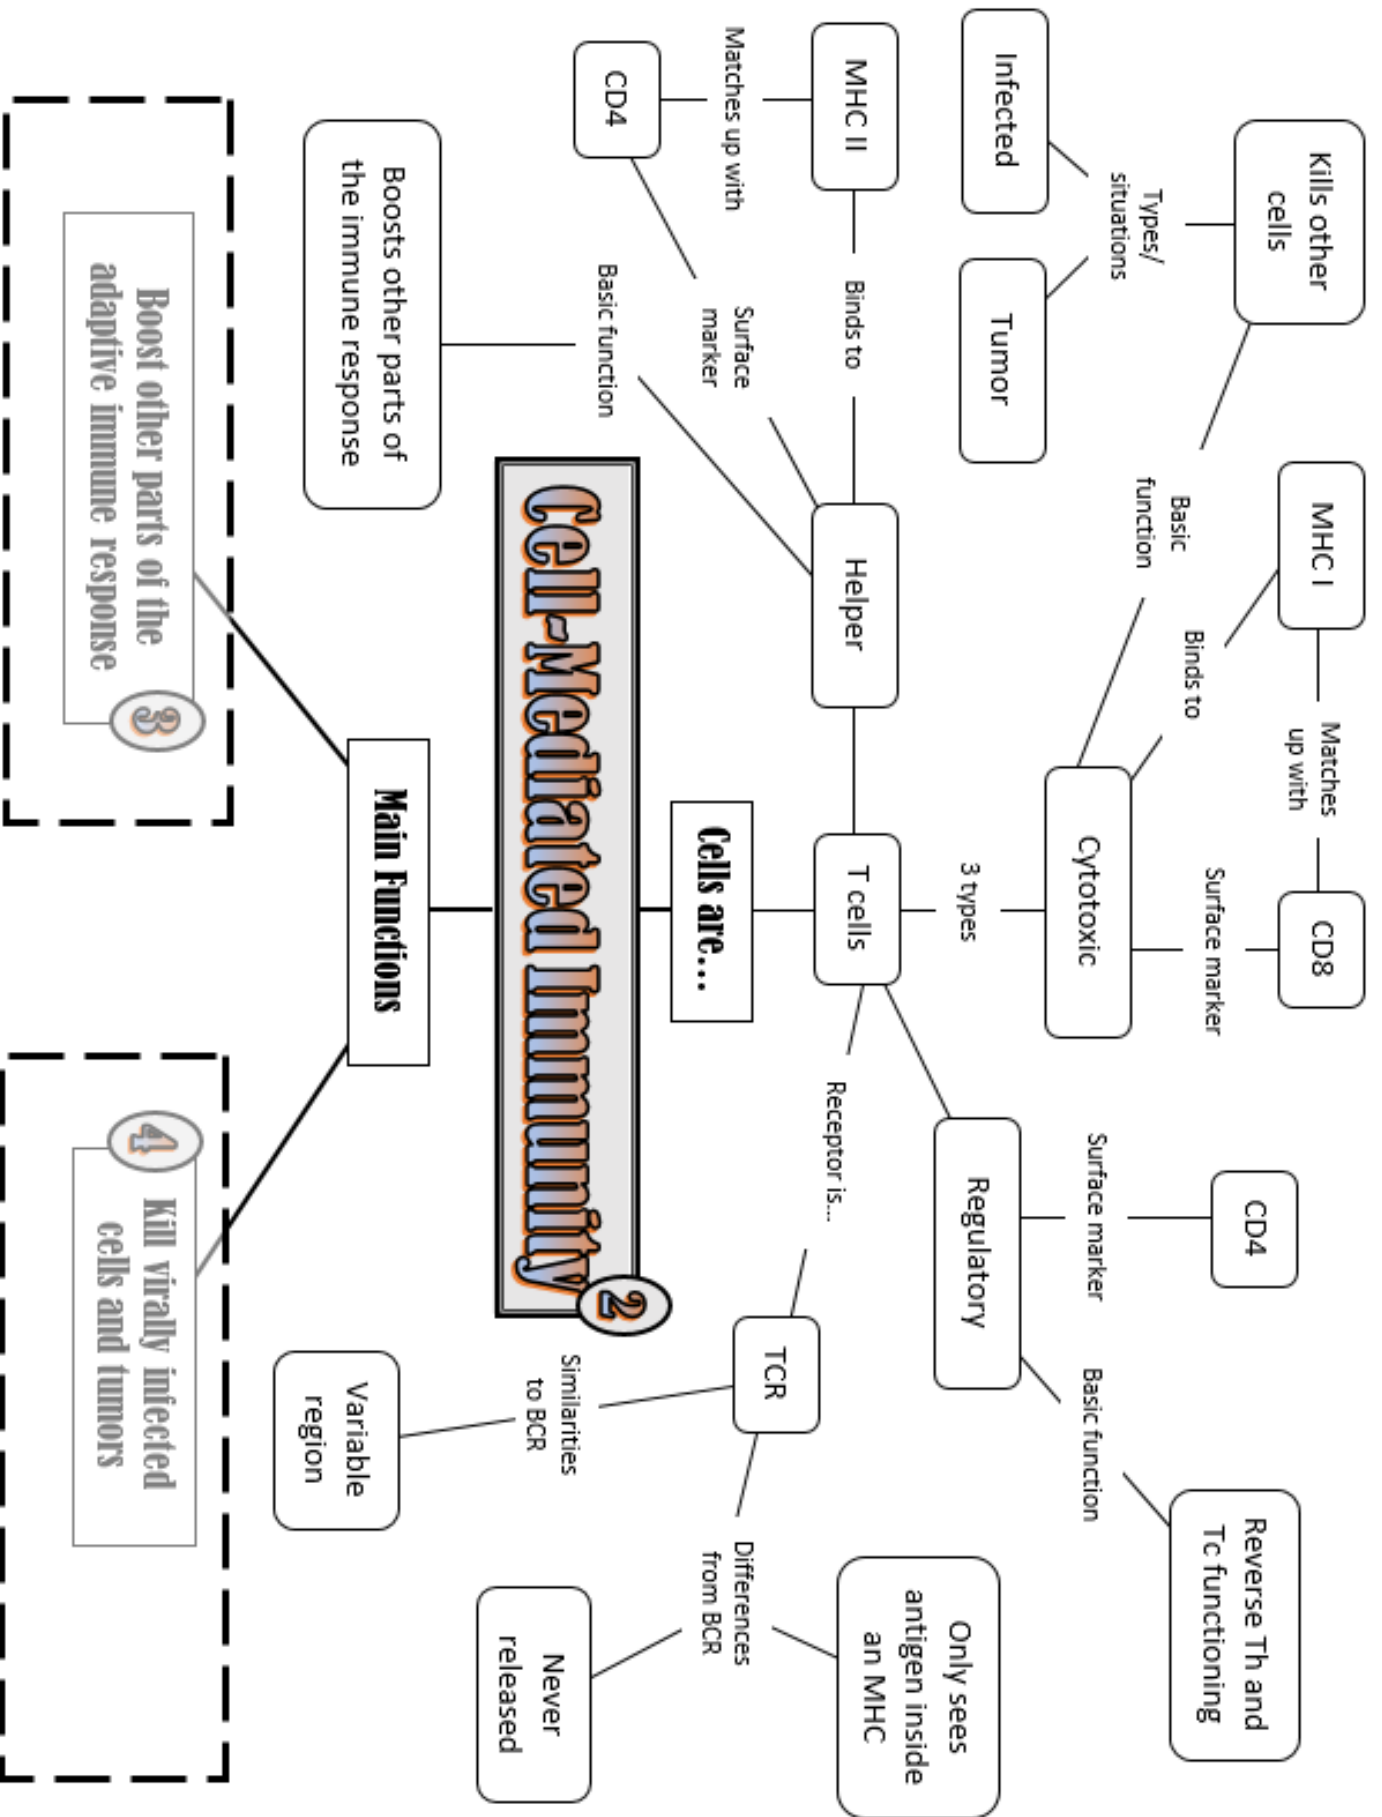 Kills other
cells
MHC I
Matches
up with
CD8
Surface marker
Binds to
Basic
function
Types/
situations
Infected
Tumor
Cytotoxic
CD4
Surface marker
Reverse Th and
Tc functioning
Basic function
Regulatory
3 types
MHC II
Binds to
Helper
T cells
Receptor is...
Only sees
antigen inside
an MHC
Matches up with
Surface
marker
CD4
Basic function
Boosts other parts of
the immune response
Cells are...
TCR
Differences
from BCR
Never
released
Similarities
to BCR
Variable
region
Cell-Mediated Immunity
2
Main Functions
Boost other parts of the
adaptive immune response
3
4
Kill virally infected
cells and tumors